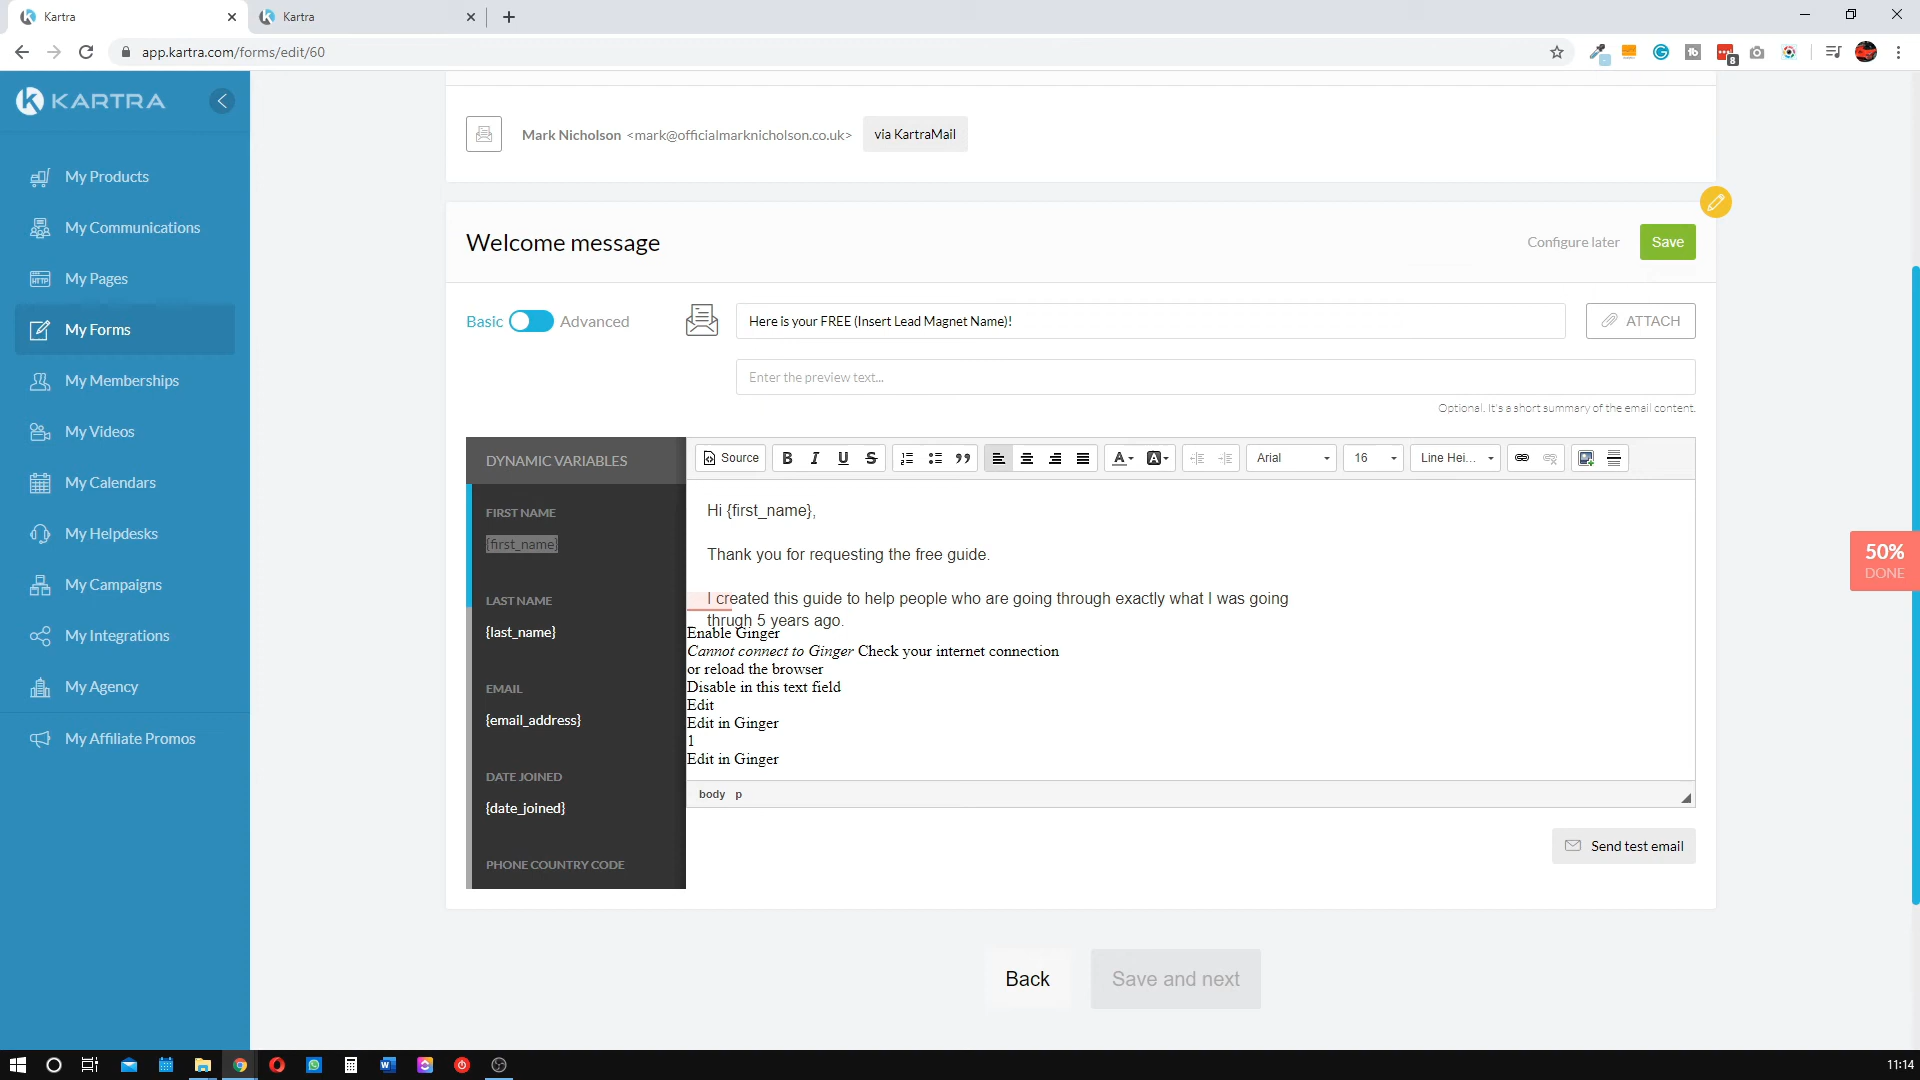 Kartra
Kartra
app.kartra.com/forms/edit/60
8
KARTRA
My Products
My Communications
My Pages
My Forms
My Memberships
My Videos
My Calendars
My Helpdesks
My Campaigns
My Integrations
My Agency
My Affiliate Promos
Mark Nicholson <mark@officialmarknicholson.co.uk> via KartraMail
Welcome message
Configure later Save
Basic Advanced
Here is your FREE (Insert Lead Magnet Name)!
ATTACH
Enter the preview text...
Optional. It's a short summary of the email content.
DYNAMIC VARIABLES
FIRST NAME
{first_name}
LAST NAME
{last_name}
EMAIL
{email_address}
DATE JOINED
{date_joined}
PHONE COUNTRY CODE
Source B I U S Arial 16 Line Hei...
Hi {first_name},
Thank you for requesting the free guide.
I created this guide to help people who are going through exactly what I was going
thrugh 5 years ago.
Enable Ginger
Cannot connect to Ginger Check your internet connection
or reload the browser
Disable in this text field
Edit
Edit in Ginger
1
Edit in Ginger
body p
Send test email
50%
DONE
Back
Save and next
11:14